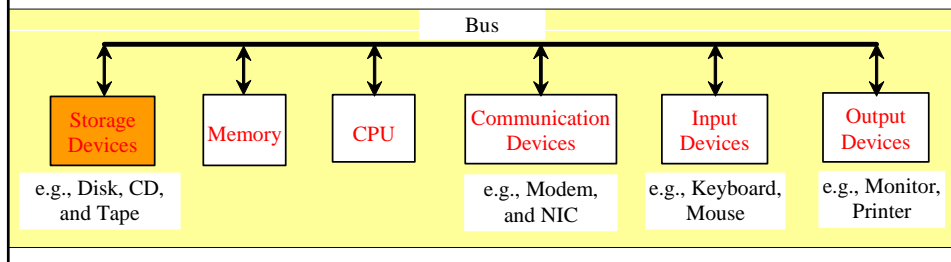 Bus
Storage
Devices
Memory
CPU
Communication
Devices
Input
Devices
Output
Devices
e.g., Disk, CD,
and Tape
e.g., Modem,
and NIC
e.g., Keyboard,
Mouse
e.g., Monitor,
Printer